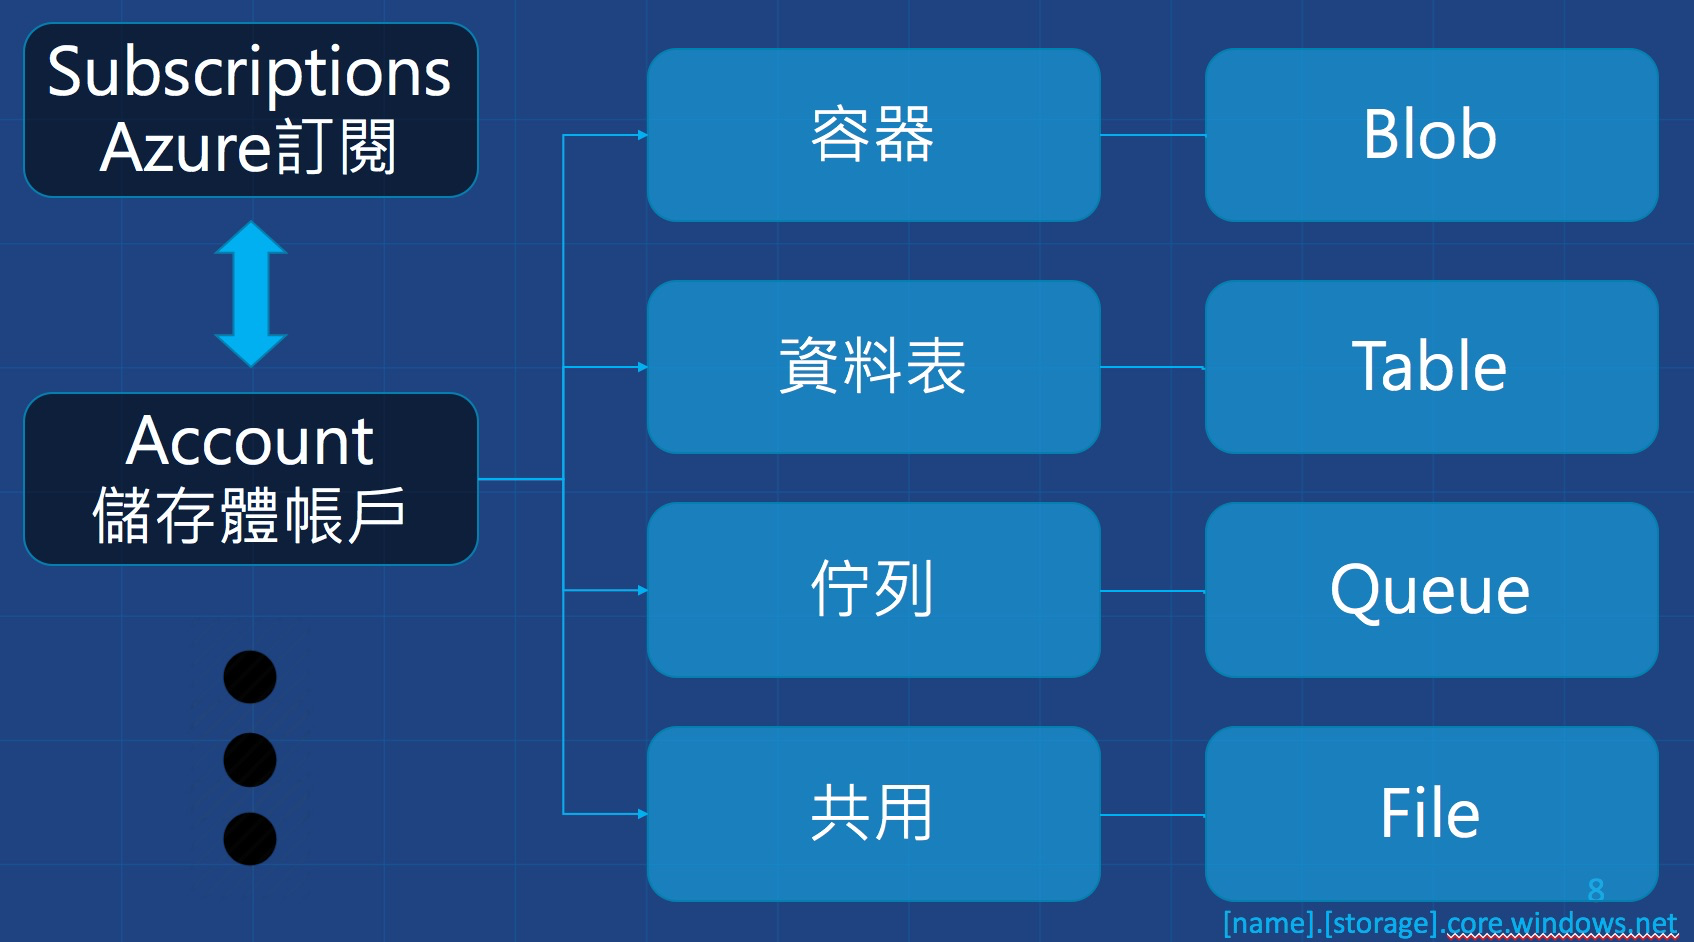 Subscriptions
Azure訂閱
Account
儲存體帳戶
容器
Blob
資料表
Table
佇列
Queue
共用
File
8
[name].[storage].core.windows.net